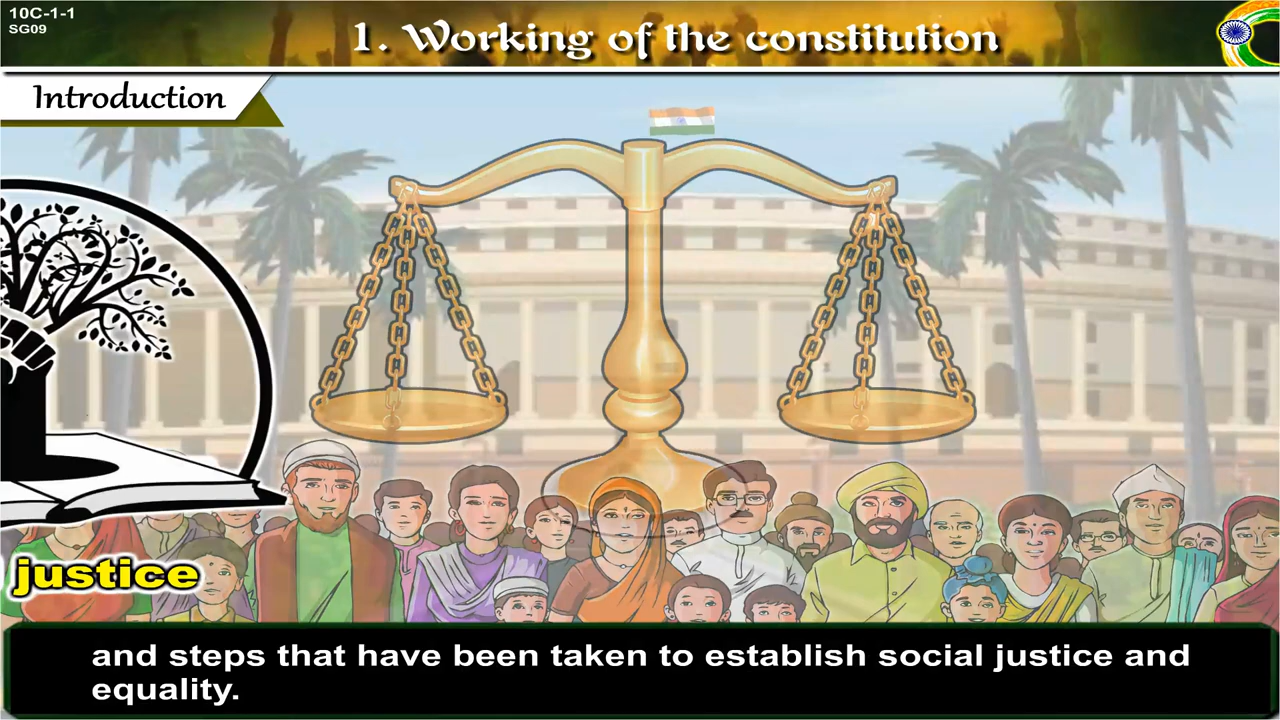 10C-1-1
SG09
1. Working of the constitution
Introduction
justice
and steps that have been taken to establish social justice and
equality.